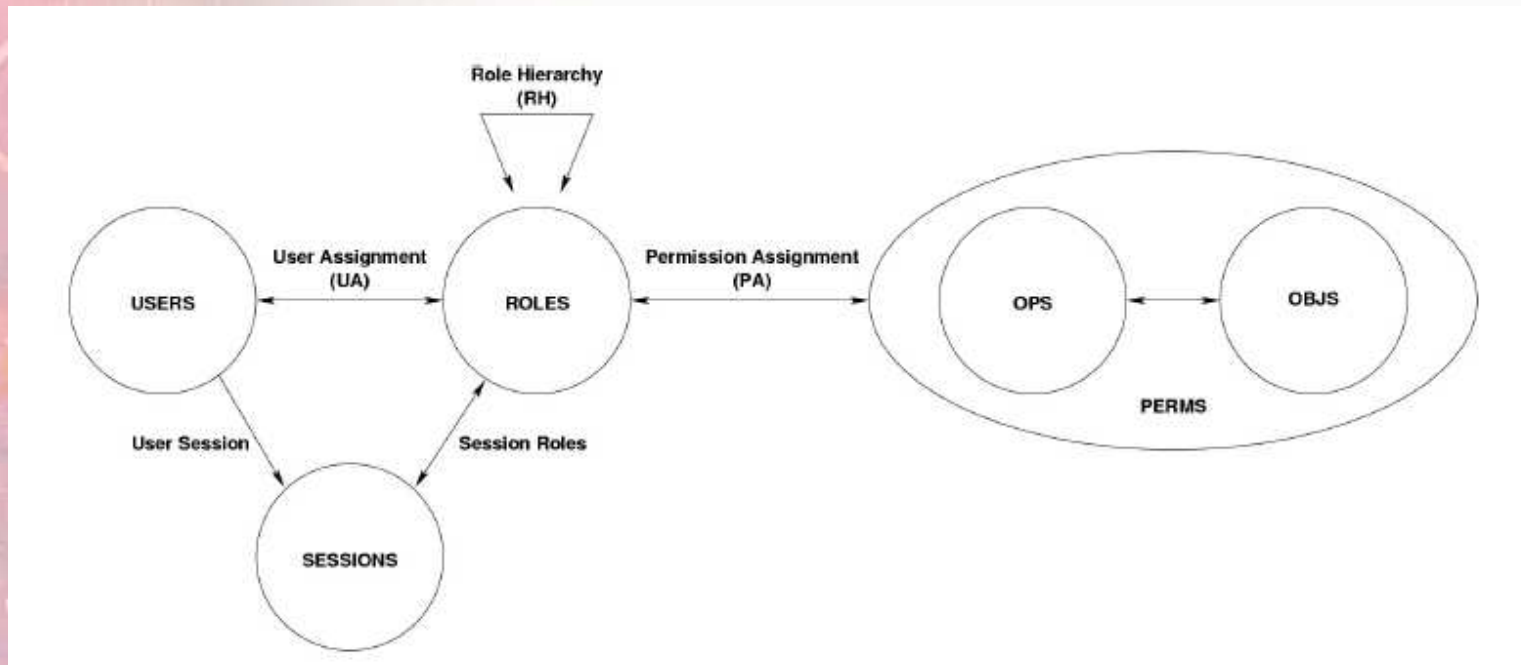 Role Hierarchy
(RH)
User Assignment
(UA)
Permission Assignment
(PA)
USERS
ROLES
OPS
OBJS
PERMS
User Session
Session Roles
SESSIONS